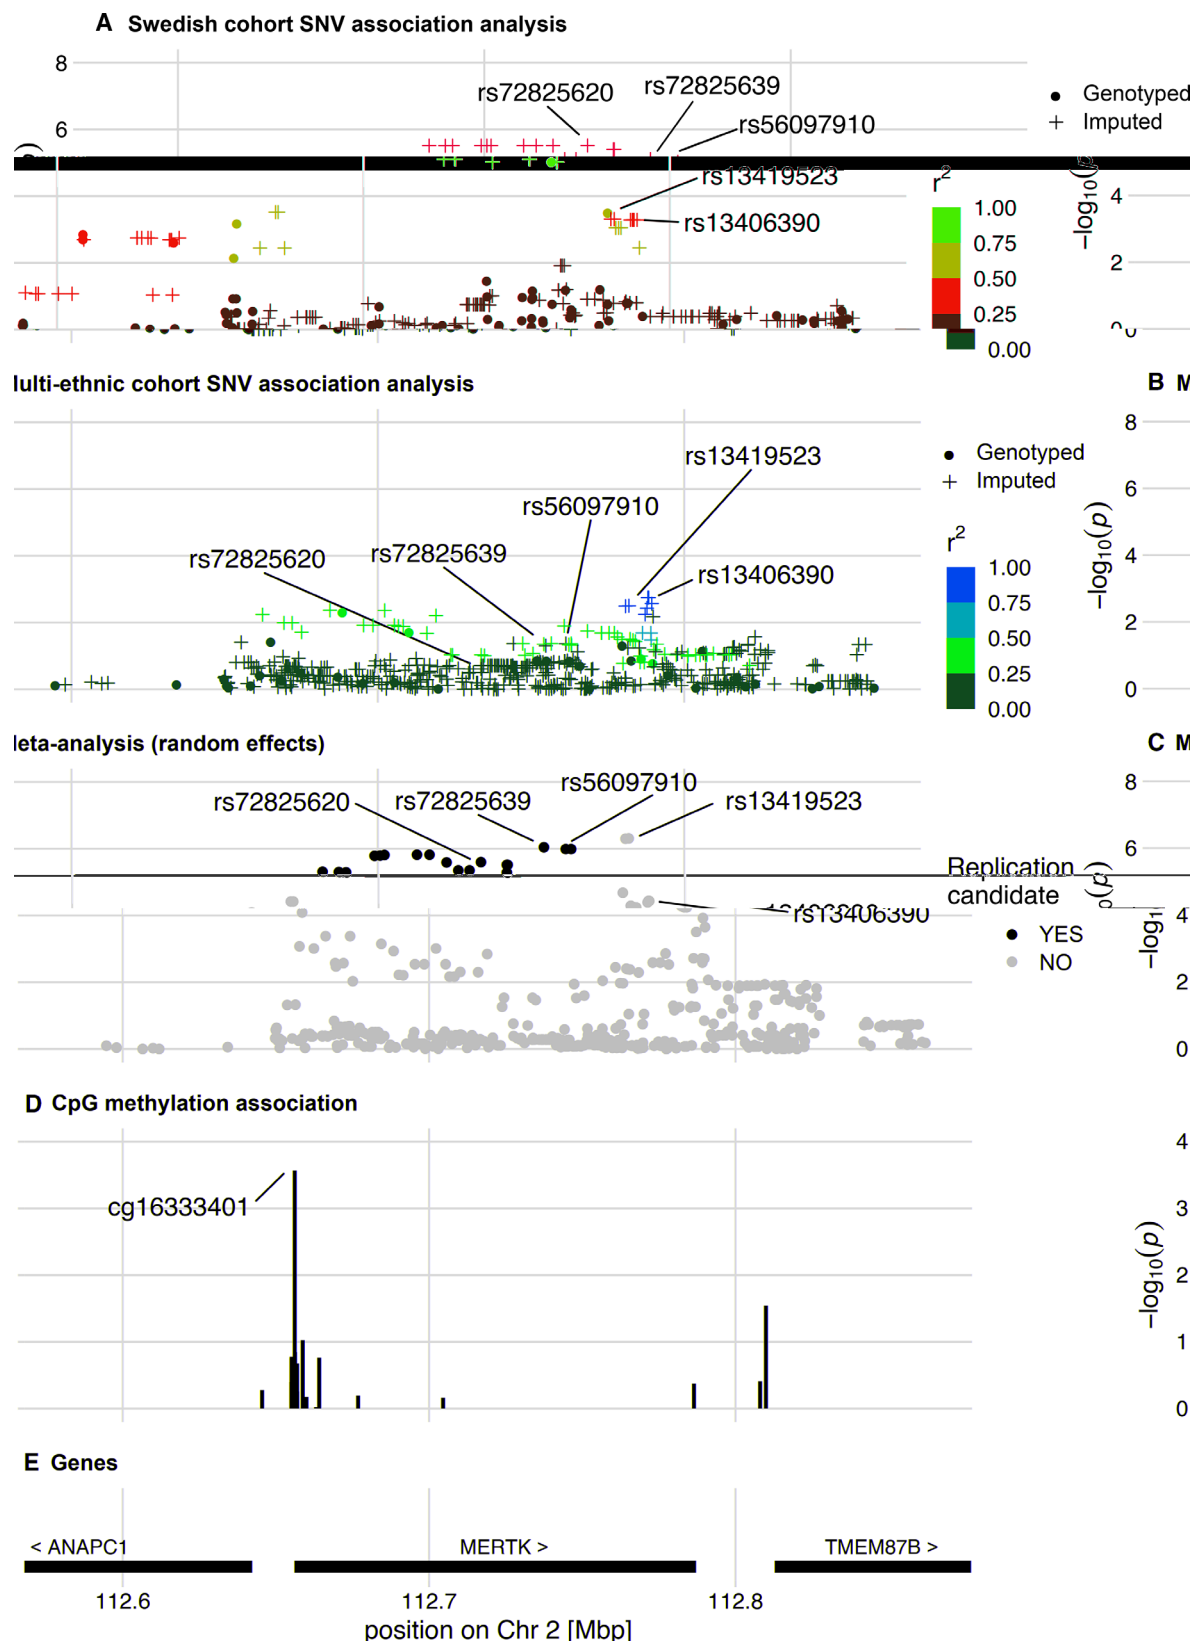 A Swedish cohort SNV association analysis
8
rs72825620
rs72825639
Genotyped
6
rs56097910
Imputed
rs13419523
r2
4
−log10(p
rs13406390
1.00
0.75
2
0.50
0.25
0.00
ulti-ethnic cohort SNV association analysis
B M
8
rs13419523
Genotyped
Imputed
6
rs56097910
r2
rs72825620
rs72825639
4
−log10(p)
rs13406390
1.00
0.75
2
0.50
0.25
0
0.00
eta-analysis (random effects)
C M
8
rs56097910
rs72825620
rs72825639
rs13419523
6
Replication
candidate
(p)
rs13406390
4
−log1
YES
NO
2
0
D CpG methylation association
4
cg16333401
3
−log10(p)
2
1
0
E Genes
< ANAPC1
MERTK >
TMEM87B >
112.6
112.7
112.8
position on Chr 2 [Mbp]